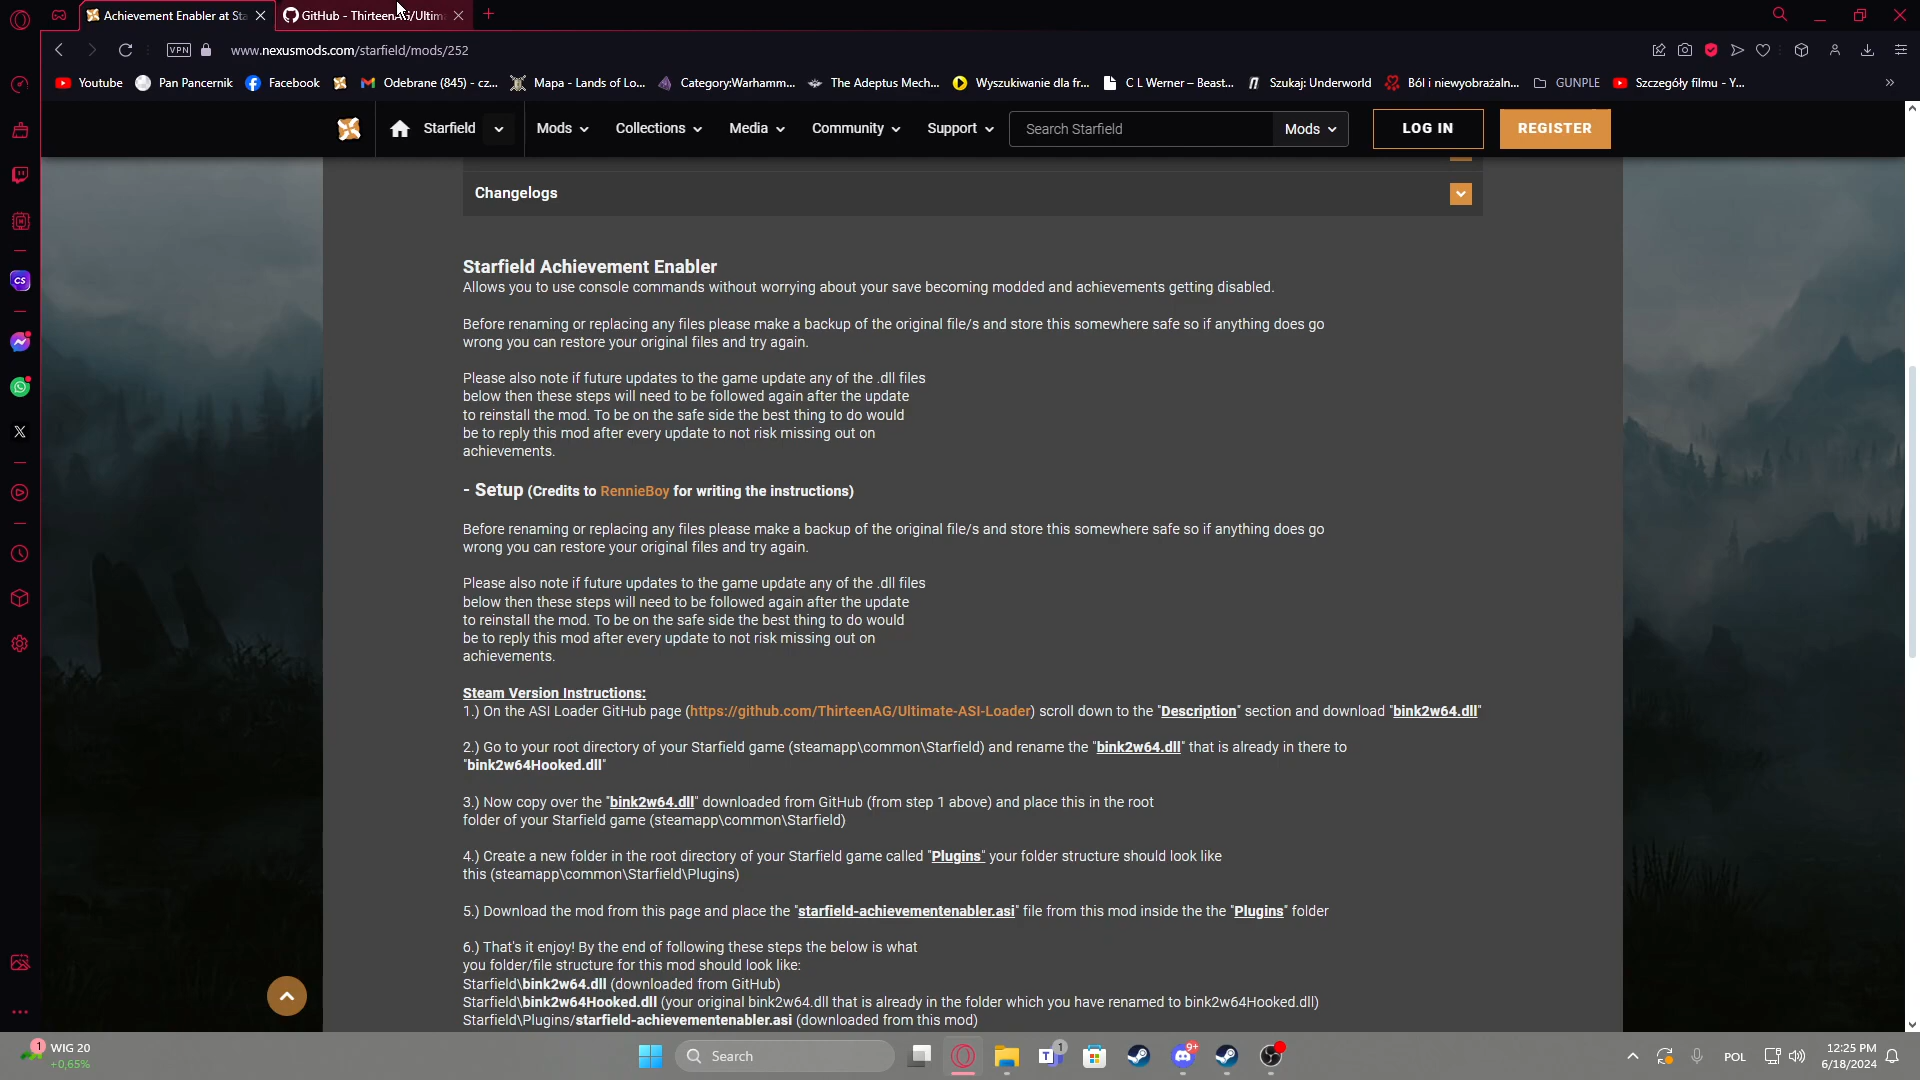 Achievement Enabler at Sta
GitHub - ThirteenAG/Ultim
VPN
www.nexusmods.com/starfield/mods/252
Youtube
Pan Pancernik
Facebook
Odebrane (845) - cz...
Mapa - Lands of Lo...
Category:Warhamm...
The Adeptus Mech...
Wyszukiwanie dla fr...
C L Werner – Beast...
Szukaj: Underworld
Ból i niewyobrażaln...
GUNPLE
Szczegóły filmu - Y...
Starfield
Mods
Collections
Media
Community
Support
Search Starfield
Mods
LOG IN
REGISTER
Changelogs
Starfield Achievement Enabler
Allows you to use console commands without worrying about your save becoming modded and achievements getting disabled.
Before renaming or replacing any files please make a backup of the original file/s and store this somewhere safe so if anything does go
wrong you can restore your original files and try again.
Please also note if future updates to the game update any of the .dll files
below then these steps will need to be followed again after the update
to reinstall the mod. To be on the safe side the best thing to do would
be to reply this mod after every update to not risk missing out on
achievements.
- Setup (Credits to RennieBoy for writing the instructions)
Before renaming or replacing any files please make a backup of the original file/s and store this somewhere safe so if anything does go
wrong you can restore your original files and try again.
Please also note if future updates to the game update any of the .dll files
below then these steps will need to be followed again after the update
to reinstall the mod. To be on the safe side the best thing to do would
be to reply this mod after every update to not risk missing out on
achievements.
Steam Version Instructions:
1.) On the ASI Loader GitHub page (https://github.com/ThirteenAG/Ultimate-ASI-Loader) scroll down to the "Description" section and download "bink2w64.dll"
2.) Go to your root directory of your Starfield game (steamapp\common\Starfield) and rename the "bink2w64.dll" that is already in there to
"bink2w64Hooked.dll"
3.) Now copy over the "bink2w64.dll" downloaded from GitHub (from step 1 above) and place this in the root
folder of your Starfield game (steamapp\common\Starfield)
4.) Create a new folder in the root directory of your Starfield game called "Plugins" your folder structure should look like
this (steamapp\common\Starfield\Plugins)
5.) Download the mod from this page and place the "starfield-achievementenabler.asi" file from this mod inside the the "Plugins" folder
6.) That's it enjoy! By the end of following these steps the below is what
you folder/file structure for this mod should look like:
Starfield\bink2w64.dll (downloaded from GitHub)
Starfield\bink2w64Hooked.dll (your original bink2w64.dll that is already in the folder which you have renamed to bink2w64Hooked.dll)
Starfield\Plugins/starfield-achievementenabler.asi (downloaded from this mod)
CS
1
WIG 20
+0,65%
Search
1
9+
POL
12:25 PM
6/18/2024